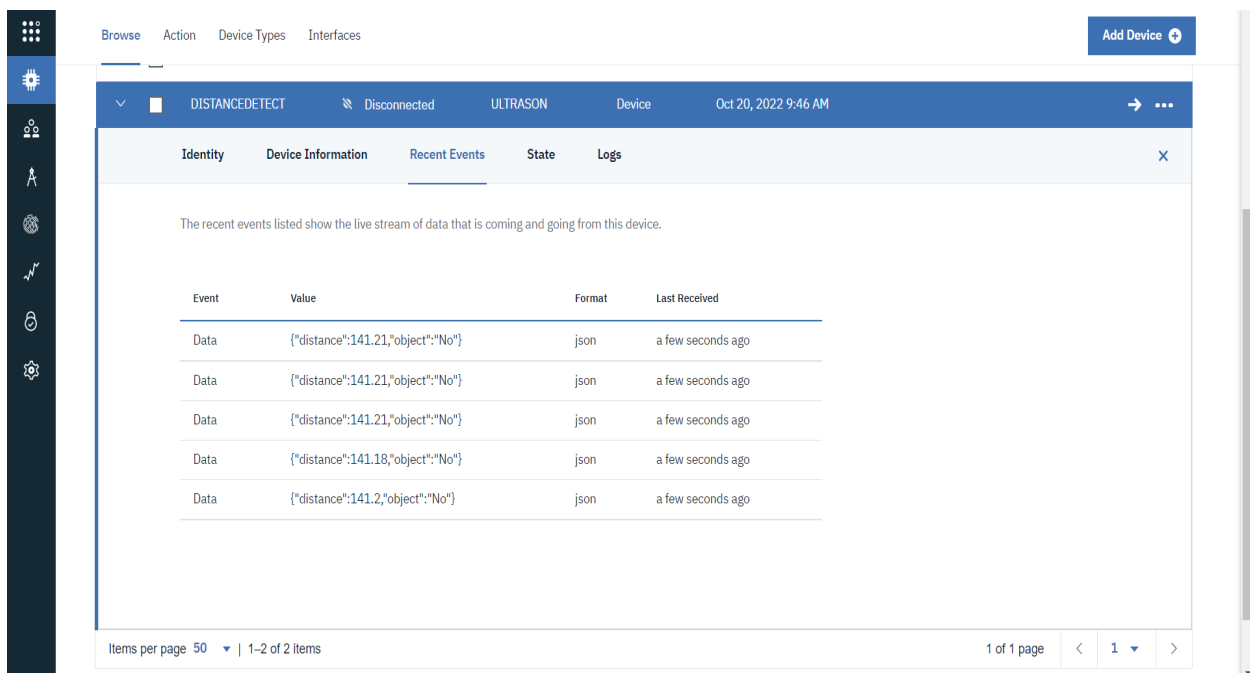 Browse Action Device Types Interfaces Add Device
DISTANCEDETECT Disconnected ULTRASON Device Oct 20, 2022 9:46 AM
Identity Device Information Recent Events State Logs
The recent events listed show the live stream of data that is coming and going from this device.
Event Value Format Last Received
Data {"distance":141.21,"object":"No"} json a few seconds ago
Data {"distance":141.21,"object":"No"} json a few seconds ago
Data {"distance":141.21,"object":"No"} json a few seconds ago
Data {"distance":141.18,"object":"No"} json a few seconds ago
Data {"distance":141.2,"object":"No"} json a few seconds ago
Items per page 50 | 1–2 of 2 items 1 of 1 page 1